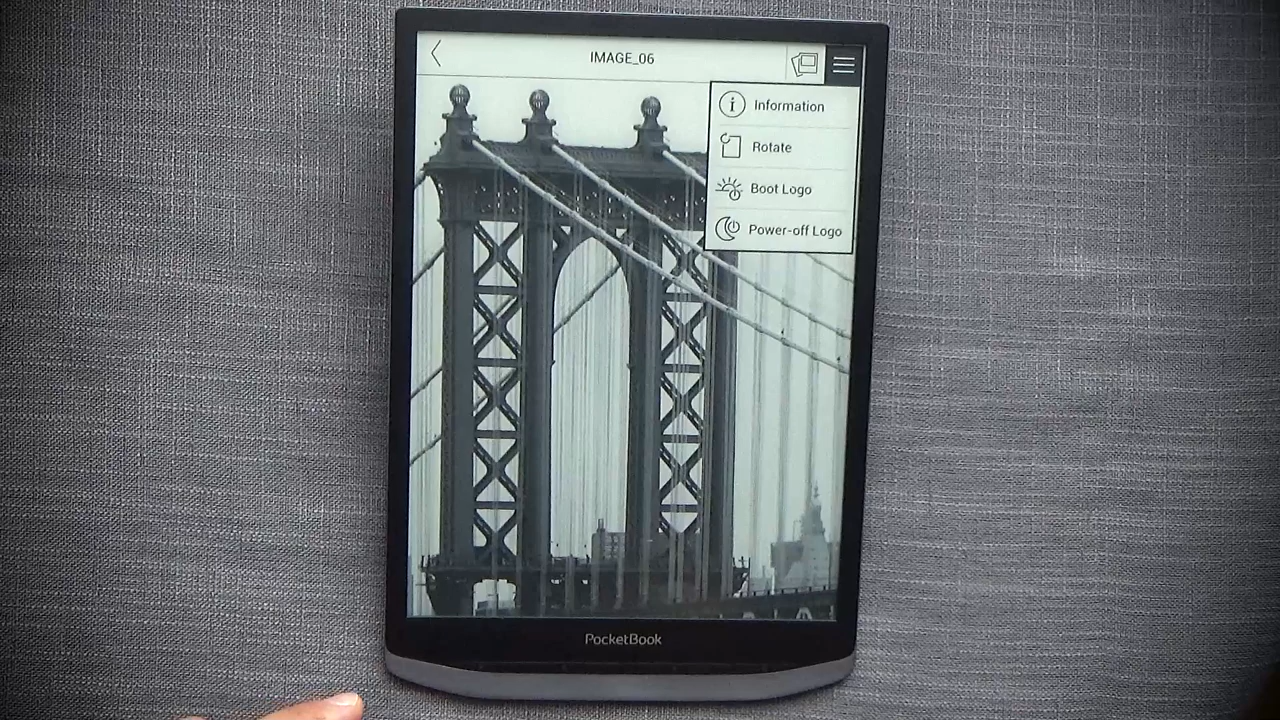 IMAGE_06
Information
Rotate
Boot Logo
Power-off Logo
PocketBook